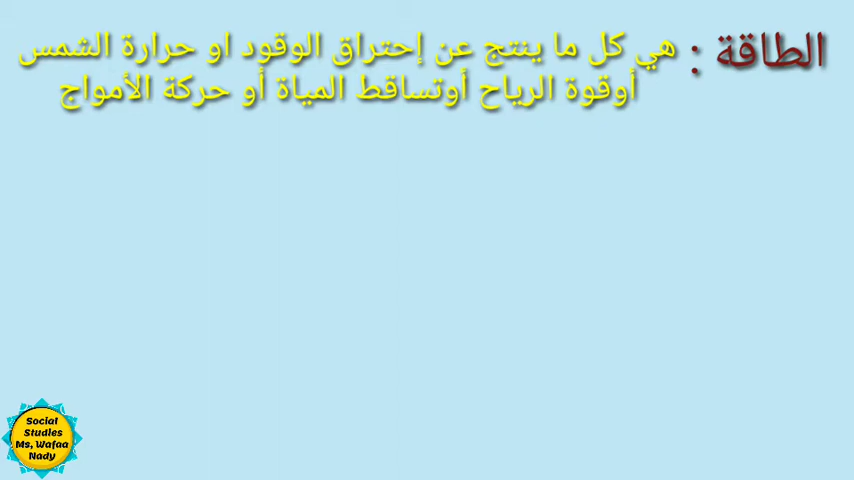 الطاقة : هي كل ما ينتج عن إحتراق الوقود او حرارة الشمس
أوقوة الرياح أوتساقط المياة أو حركة الأمواج
Social
Studies
Ms, Wafaa
Nady